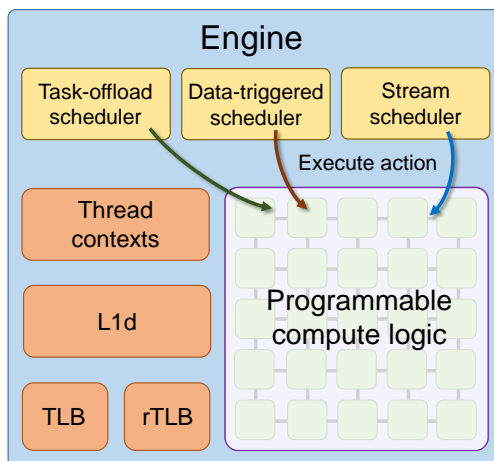 Engine
Task-offload
scheduler
Data-triggered
scheduler
Stream
scheduler
Execute action
Thread
contexts
L1d
TLB
rTLB
Programmable
compute logic